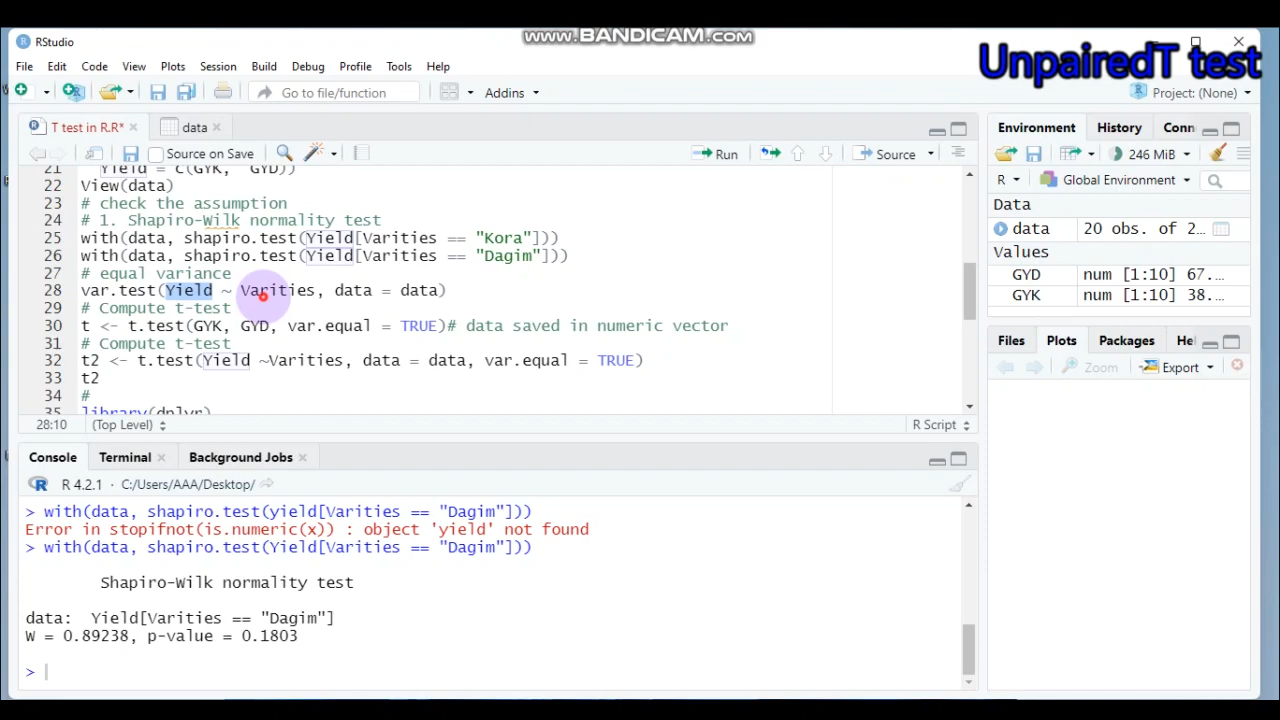 www.BANDICAM.com
RStudio
UnpairedT test
File Edit Code View Plots Session Build Debug Profile Tools Help
Go to file/function Addins Project: (None)
T test in R.R* data
Source on Save Run Source
21 Yield = c(GYK, GYD))
22 View(data)
23 # check the assumption
24 # 1. Shapiro-Wilk normality test
25 with(data, shapiro.test(Yield[Varities == "Kora"]))
26 with(data, shapiro.test(Yield[Varities == "Dagim"]))
27 # equal variance
28 var.test(Yield ~ Varities, data = data)
29 # Compute t-test
30 t <- t.test(GYK, GYD, var.equal = TRUE)# data saved in numeric vector
31 # Compute t-test
32 t2 <- t.test(Yield ~Varities, data = data, var.equal = TRUE)
33 t2
34 #
35 library(dplyr)
28:10 (Top Level) R Script
Console Terminal Background Jobs
R 4.2.1 · C:/Users/AAA/Desktop/
> with(data, shapiro.test(yield[Varities == "Dagim"]))
Error in stopifnot(is.numeric(x)) : object 'yield' not found
> with(data, shapiro.test(Yield[Varities == "Dagim"]))
Shapiro-Wilk normality test
data: Yield[Varities == "Dagim"]
W = 0.89238, p-value = 0.1803
>
Environment History Conn
246 MiB
R Global Environment
Data
data 20 obs. of 2...
Values
GYD num [1:10] 67....
GYK num [1:10] 38....
Files Plots Packages He
Zoom Export